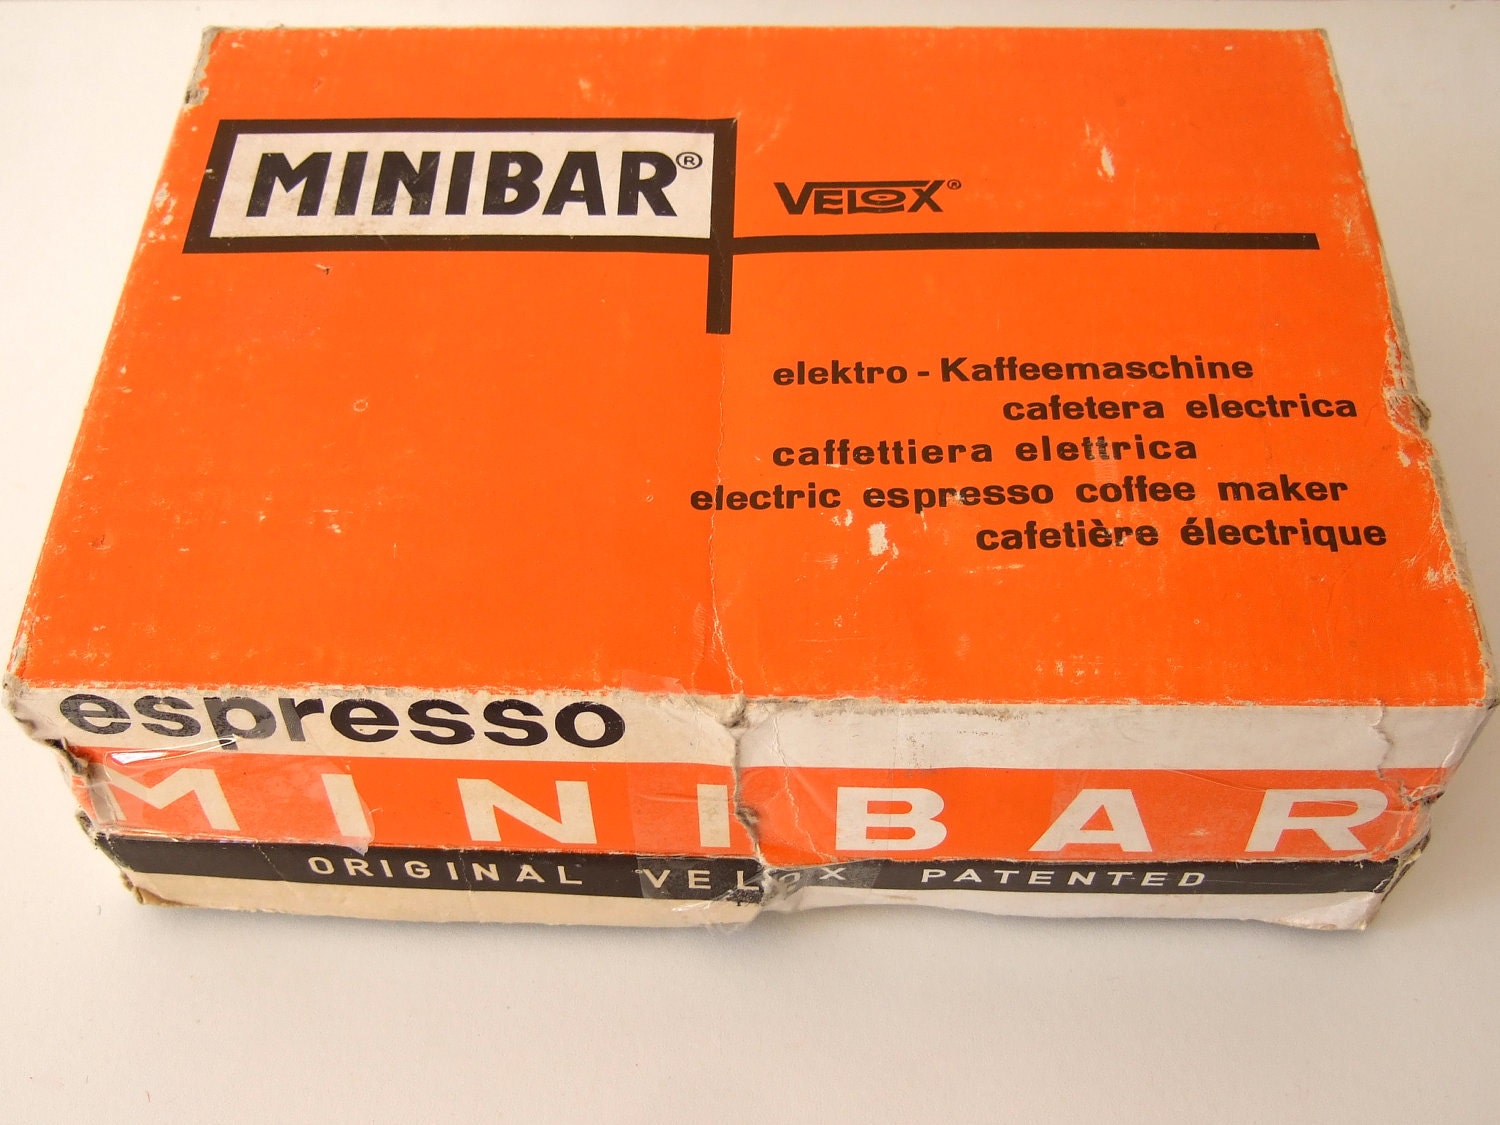 MINIBAR®
VELOX®
elektro - Kaffeemaschine
cafetera electrica
caffettiera elettrica
electric espresso coffee maker
cafetière électrique
espresso
MINIBAR
ORIGINAL VELOX PATENTED